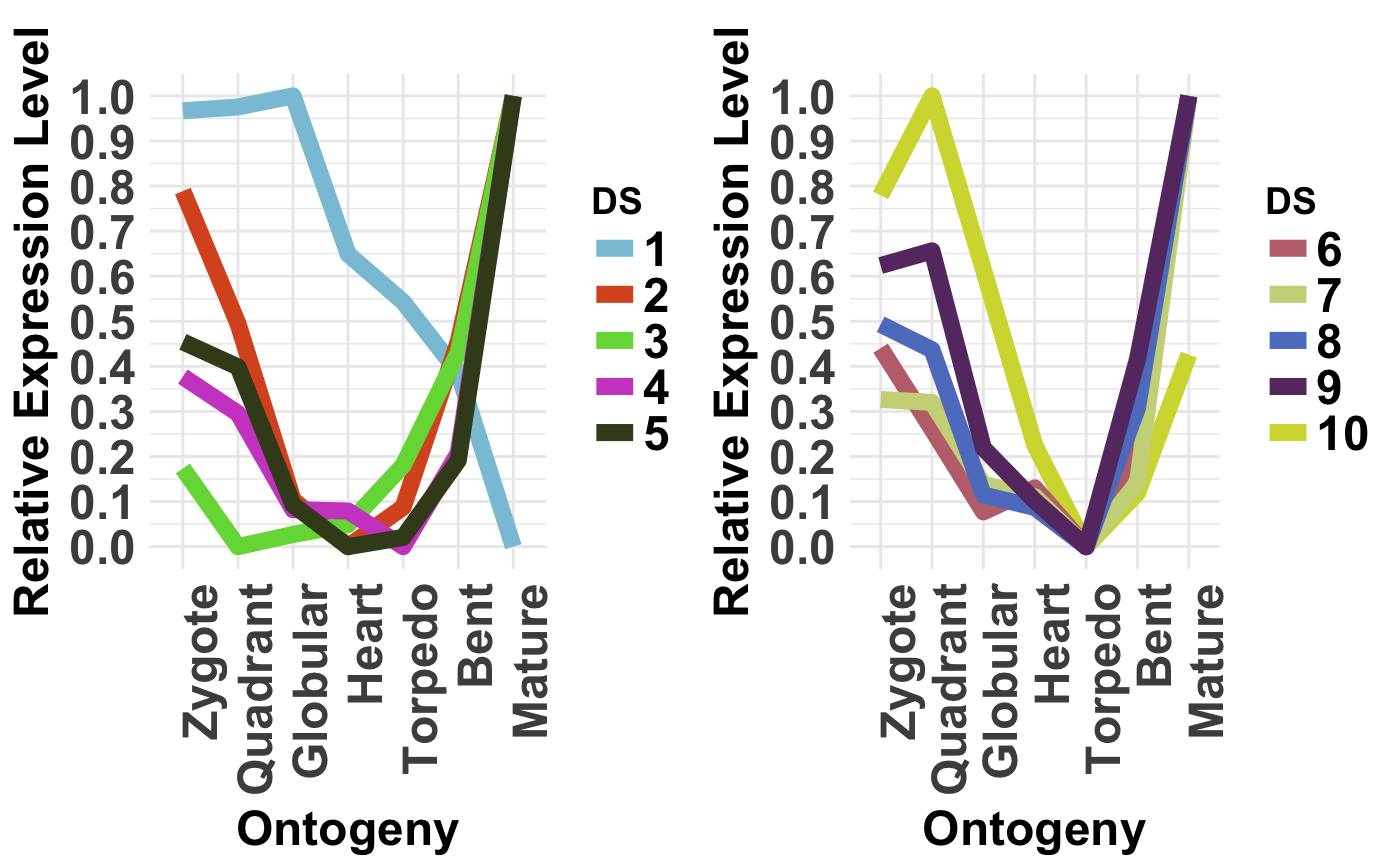 Relative Expression Level
1.0
0.9
0.8
0.7
0.6
0.5
0.4
0.3
0.2
0.1
0.0
Zygote
Quadrant
Globular
Heart
Torpedo
Bent
Mature
Ontogeny
DS
1
2
3
4
5
Relative Expression Level
1.0
0.9
0.8
0.7
0.6
0.5
0.4
0.3
0.2
0.1
0.0
Zygote
Quadrant
Globular
Heart
Torpedo
Bent
Mature
Ontogeny
DS
6
7
8
9
10